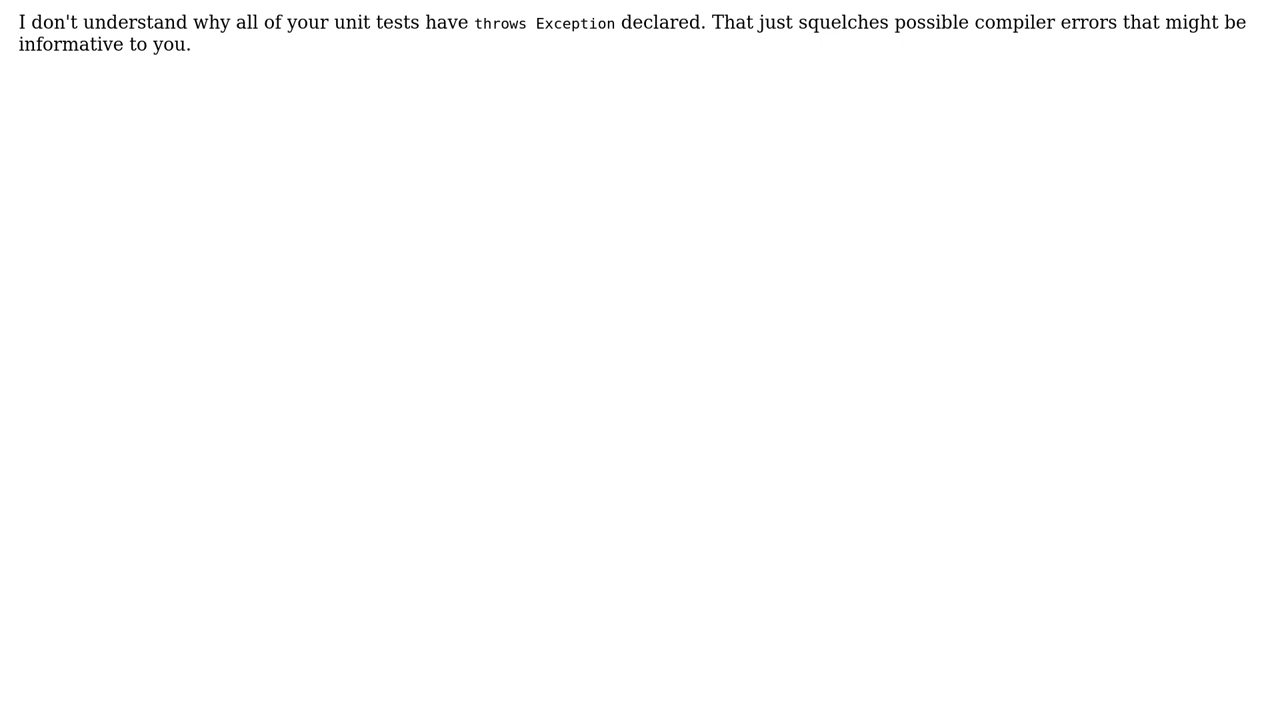 I don't understand why all of your unit tests have throws Exception declared. That just squelches possible compiler errors that might be
informative to you.